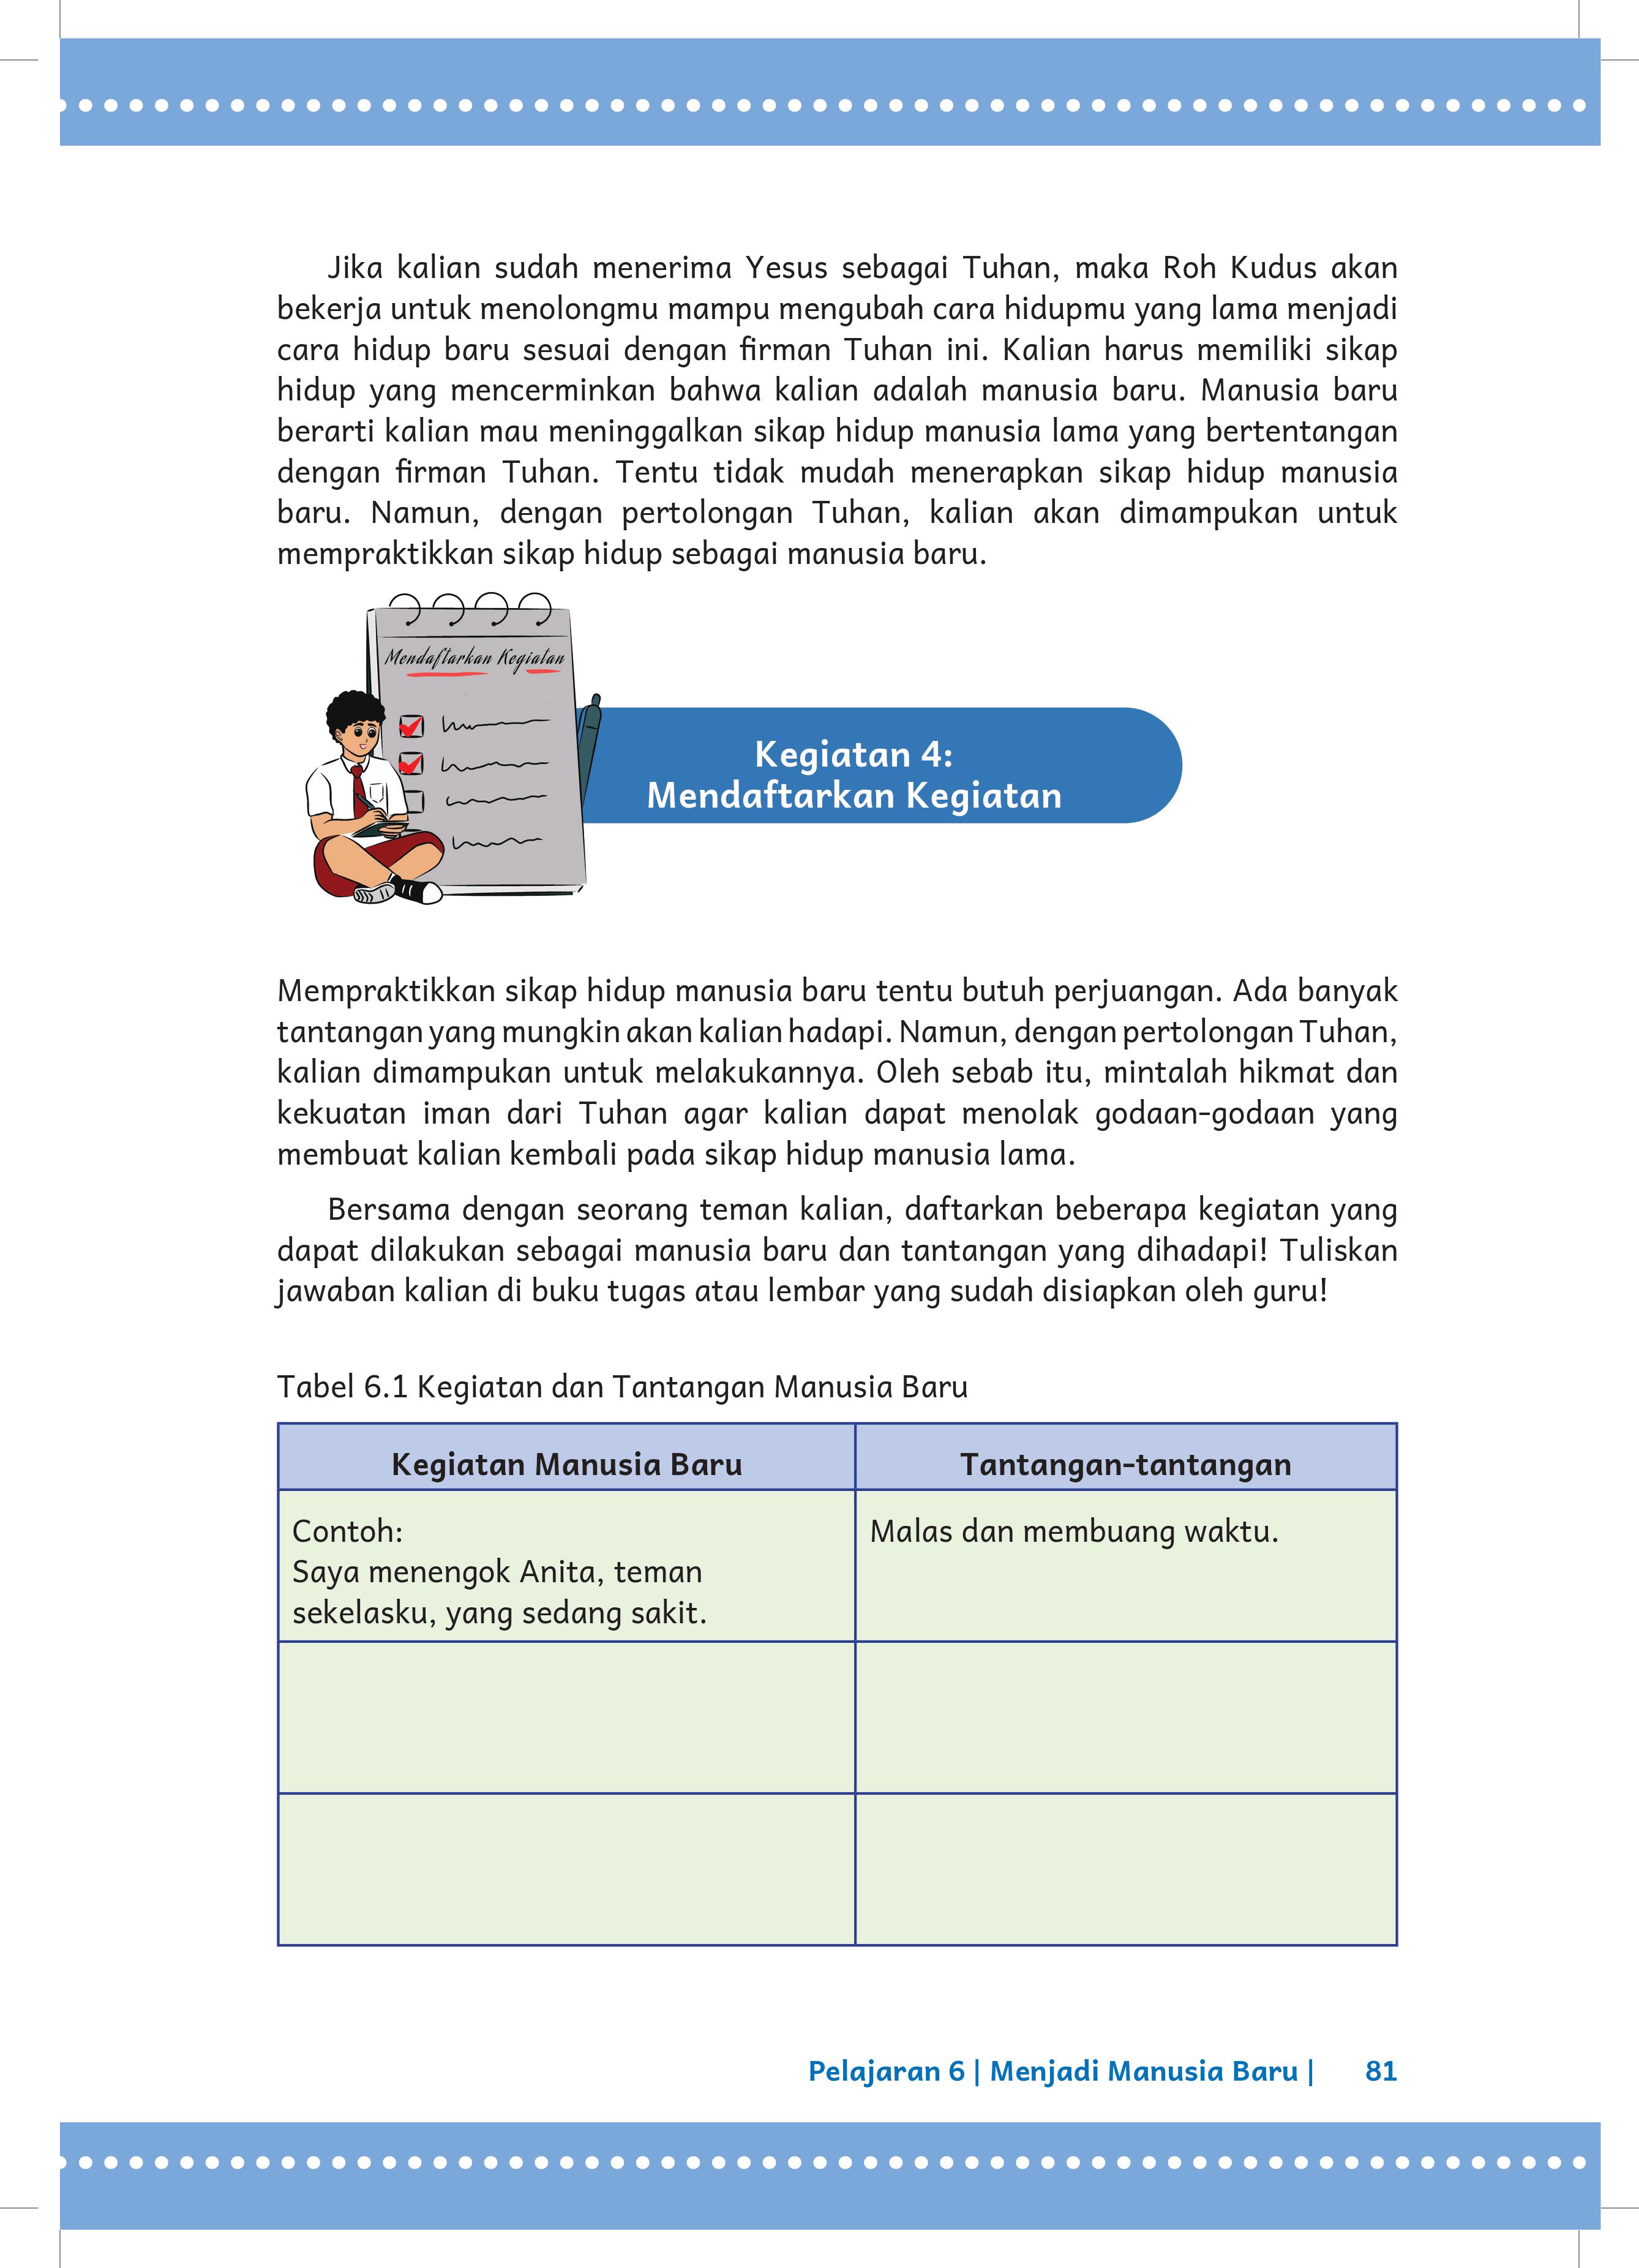 Jika kalian sudah menerima Yesus sebagai Tuhan, maka Roh Kudus akan
bekerja untuk menolongmu mampu mengubah cara hidupmu yang lama menjadi
cara hidup baru sesuai dengan firman Tuhan ini. Kalian harus memiliki sikap
hidup yang mencerminkan bahwa kalian adalah manusia baru. Manusia baru
berarti kalian mau meninggalkan sikap hidup manusia lama yang bertentangan
dengan firman Tuhan. Tentu tidak mudah menerapkan sikap hidup manusia
baru. Namun, dengan pertolongan Tuhan, kalian akan dimampukan untuk
mempraktikkan sikap hidup sebagai manusia baru.
Mendaftarkan Kegiatan
Kegiatan 4:
Mendaftarkan Kegiatan
Mempraktikkan sikap hidup manusia baru tentu butuh perjuangan. Ada banyak
tantangan yang mungkin akan kalian hadapi. Namun, dengan pertolongan Tuhan,
kalian dimampukan untuk melakukannya. Oleh sebab itu, mintalah hikmat dan
kekuatan iman dari Tuhan agar kalian dapat menolak godaan-godaan yang
membuat kalian kembali pada sikap hidup manusia lama.
Bersama dengan seorang teman kalian, daftarkan beberapa kegiatan yang
dapat dilakukan sebagai manusia baru dan tantangan yang dihadapi! Tuliskan
jawaban kalian di buku tugas atau lembar yang sudah disiapkan oleh guru!
Tabel 6.1 Kegiatan dan Tantangan Manusia Baru
Kegiatan Manusia Baru
Tantangan-tantangan
Contoh:
Saya menengok Anita, teman
sekelasku, yang sedang sakit.
Malas dan membuang waktu.
Pelajaran 6 | Menjadi Manusia Baru | 81